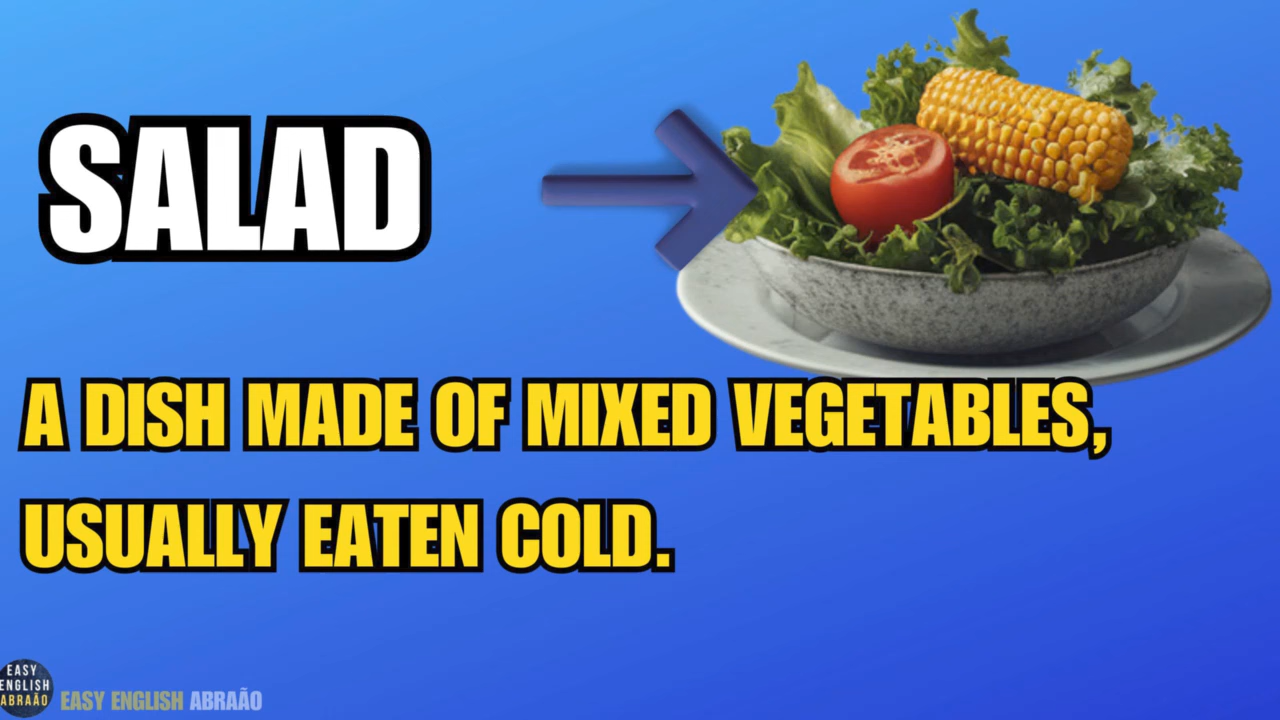 SALAD
A DISH MADE OF MIXED VEGETABLES,
USUALLY EATEN COLD.
EASY
ENGLISH
ABRAÃO
EASY ENGLISH ABRAÃO